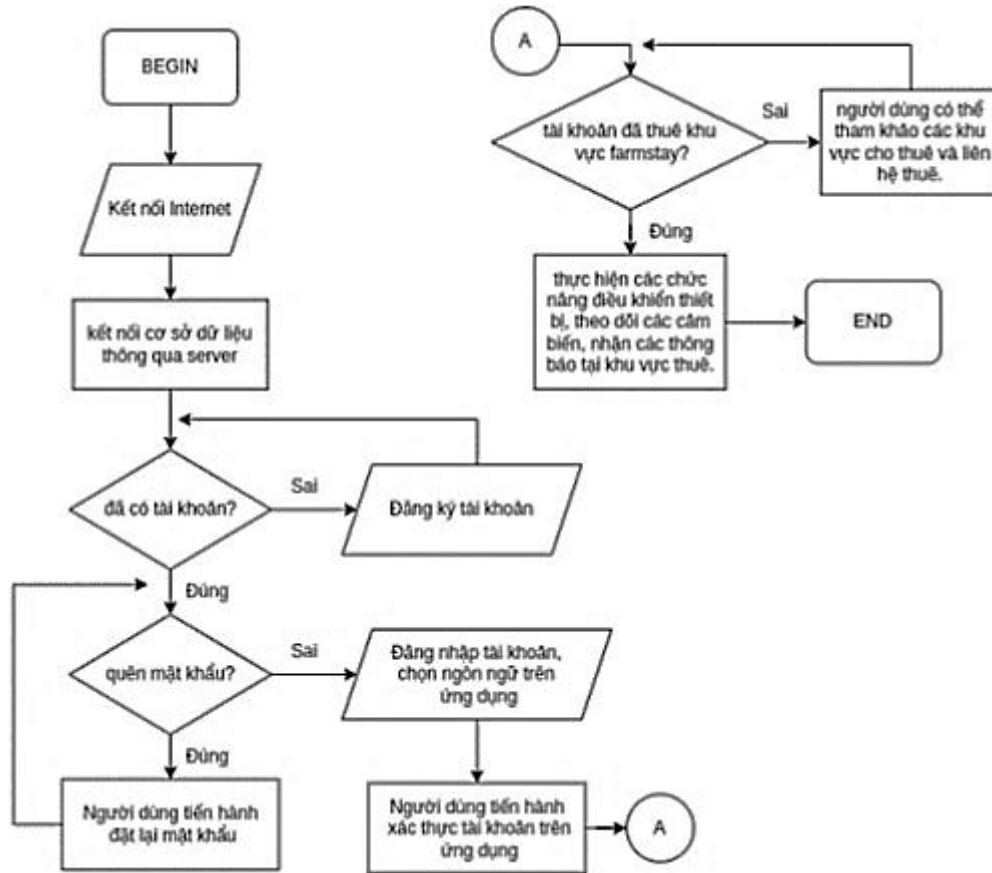 BEGIN
Kết nối Internet
kết nối cơ sở dữ liệu
thông qua server
đã có tài khoản?
Sai
Đăng ký tài khoản
Đúng
quên mật khẩu?
Sai
Đăng nhập tài khoản,
chọn ngôn ngữ trên
ứng dụng
Đúng
Người dùng tiến hành
đặt lại mật khẩu
Người dùng tiến hành
xác thực tài khoản trên
ứng dụng
A
A
tài khoản đã thuê khu
vực farmstay?
Sai
người dùng có thể
tham khảo các khu
vực cho thuê và liên
hệ thuê.
Đúng
thực hiện các chức
năng điều khiển thiết
bị, theo dõi các cảm
biến, nhận các thông
báo tại khu vực thuê.
END